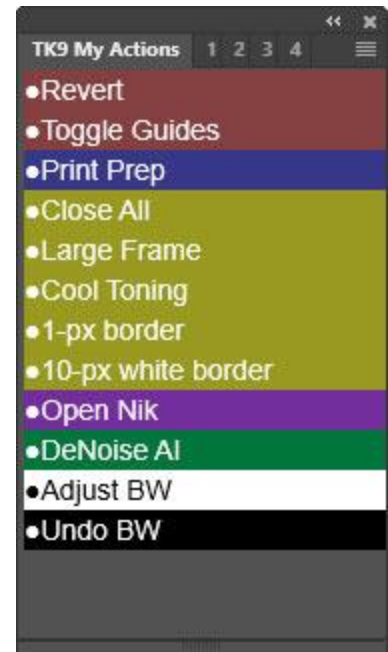 TK9 My Actions 1 2 3 4
●Revert
●Toggle Guides
●Print Prep
●Close All
●Large Frame
●Cool Toning
●1-px border
●10-px white border
●Open Nik
●DeNoise AI
●Adjust BW
●Undo BW